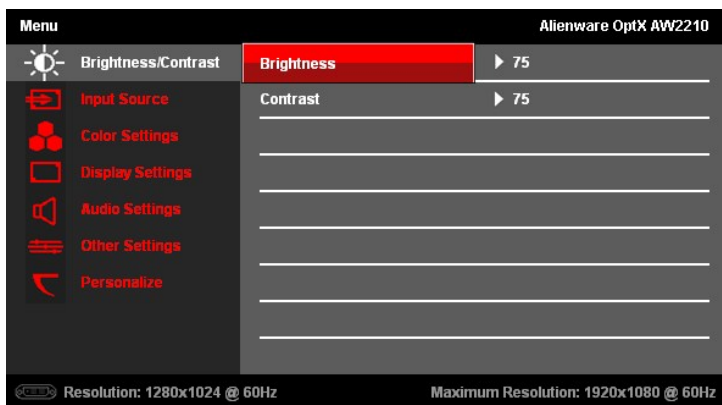 Menu Alienware OptX AW2210
Brightness/Contrast Brightness 75
Input Source Contrast 75
Color Settings
Display Settings
Audio Settings
Other Settings
Personalize
Resolution: 1280x1024 @ 60Hz Maximum Resolution: 1920x1080 @ 60Hz